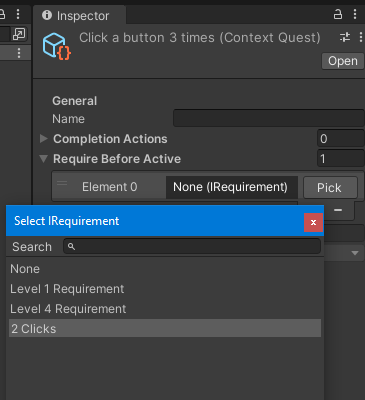 Inspector
Click a button 3 times (Context Quest)
Open
General
Name
Completion Actions 0
Require Before Active 1
Element 0 None (IRequirement) Pick
Select IRequirement x
Search
None
Level 1 Requirement
Level 4 Requirement
2 Clicks